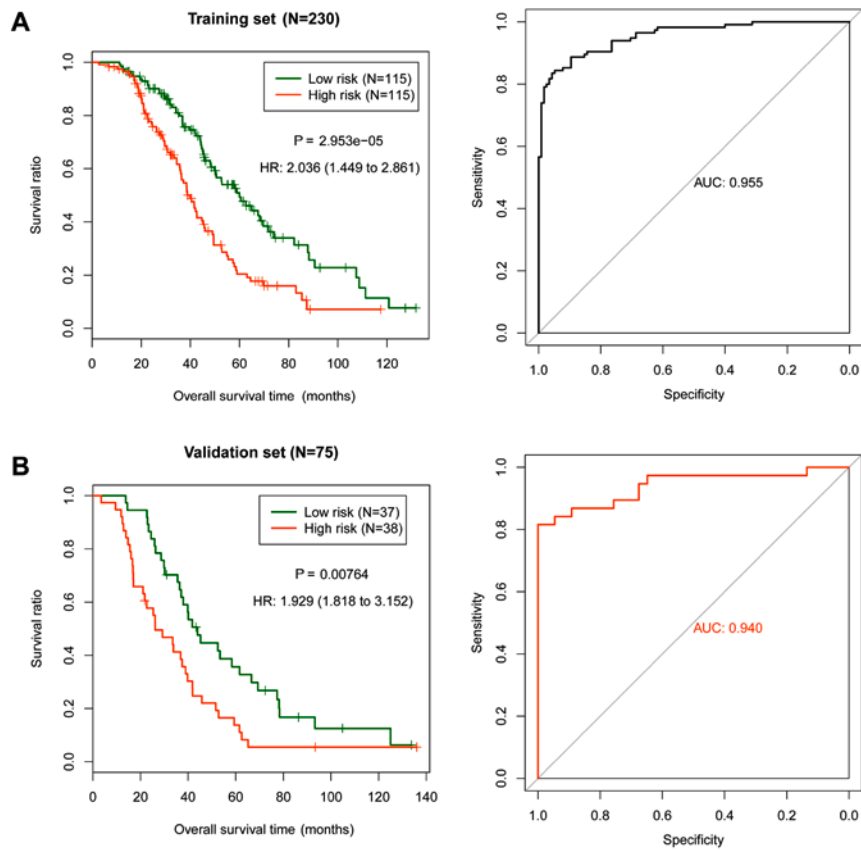 A
Training set (N=230)
Survival ratio
0.0
0.2
0.4
0.6
0.8
1.0
Low risk (N=115)
High risk (N=115)
P = 2.953e−05
HR: 2.036 (1.449 to 2.861)
0
20
40
60
80
100
120
Overall survival time (months)
Sensitivity
0.0
0.2
0.4
0.6
0.8
1.0
AUC: 0.955
1.0
0.8
0.6
0.4
0.2
0.0
Specificity
B
Validation set (N=75)
Survival ratio
0.0
0.2
0.4
0.6
0.8
1.0
Low risk (N=37)
High risk (N=38)
P = 0.00764
HR: 1.929 (1.818 to 3.152)
0
20
40
60
80
100
120
140
Overall survival time (months)
Sensitivity
0.0
0.2
0.4
0.6
0.8
1.0
AUC: 0.940
1.0
0.8
0.6
0.4
0.2
0.0
Specificity